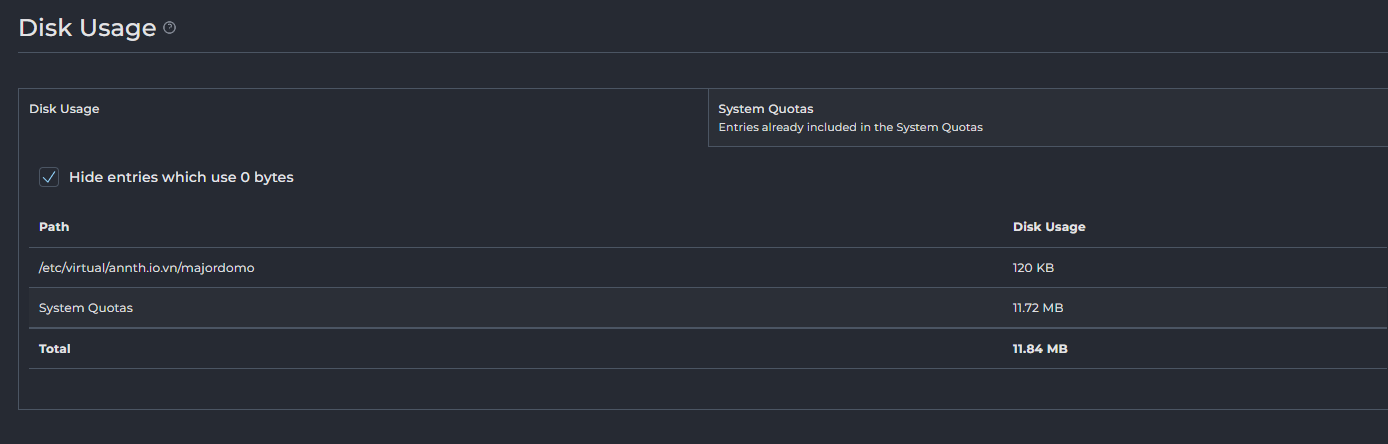 Disk Usage
Disk Usage
System Quotas
Entries already included in the System Quotas
Hide entries which use 0 bytes
Path Disk Usage
/etc/virtual/annth.io.vn/majordomo 120 KB
System Quotas 11.72 MB
Total 11.84 MB